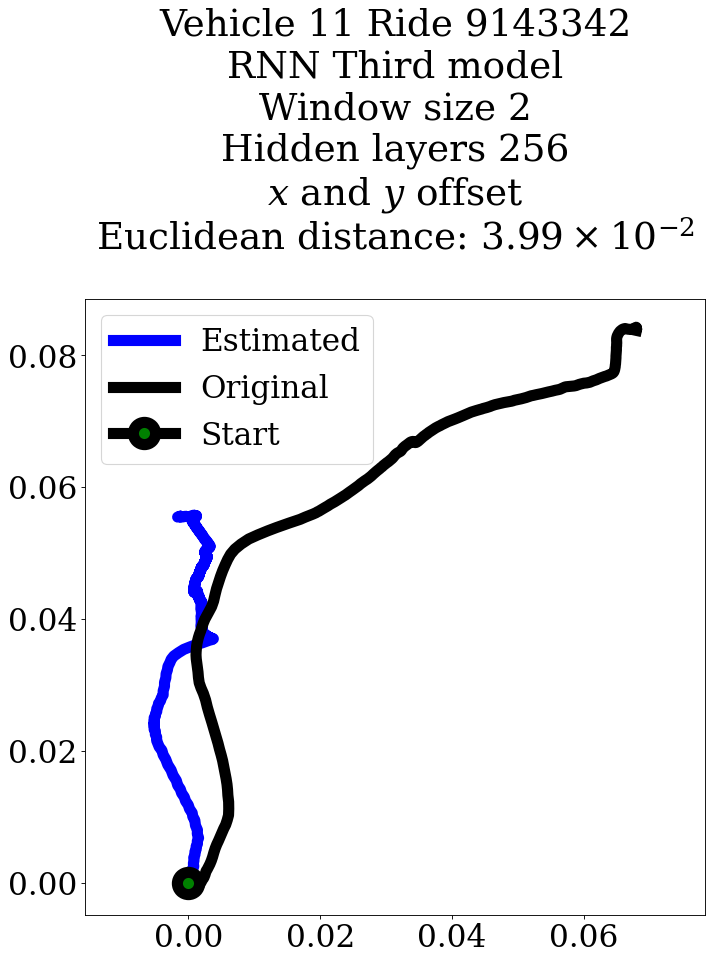 Vehicle 11 Ride 9143342
RNN Third model
Window size 2
Hidden layers 256
x and y offset
Euclidean distance: 3.99 × 10⁻²
Estimated
Original
Start
0.08
0.06
0.04
0.02
0.00
0.00 0.02 0.04 0.06